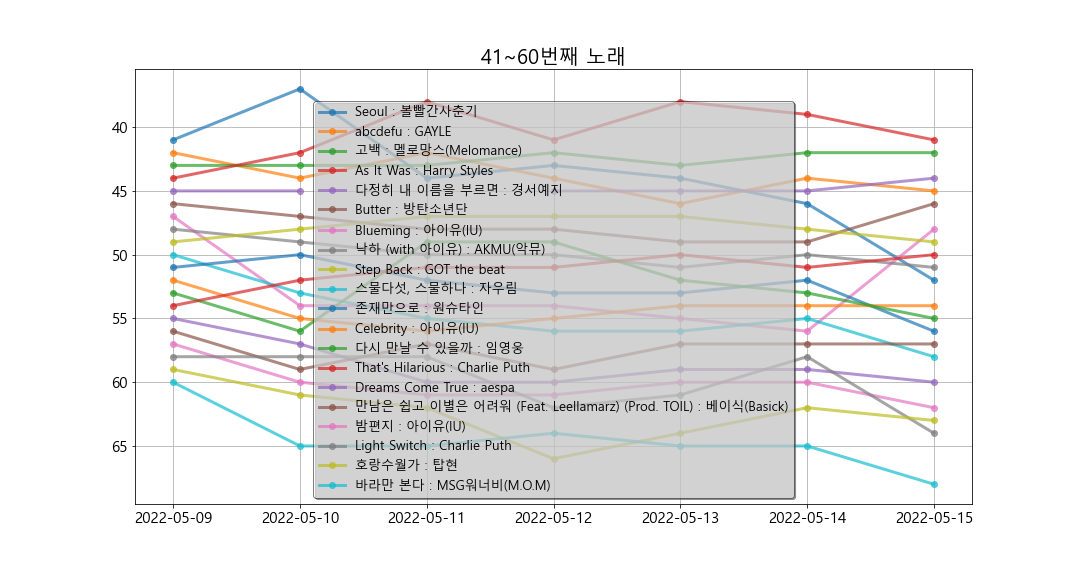 41~60번째 노래
40
45
50
55
60
65
Seoul : 볼빨간사춘기
abcdefu : GAYLE
고백 : 멜로망스(Melomance)
As It Was : Harry Styles
다정히 내 이름을 부르면 : 경서예지
Butter : 방탄소년단
Blueming : 아이유(IU)
낙하 (with 아이유) : AKMU(악뮤)
Step Back : GOT the beat
스물다섯, 스물하나 : 자우림
존재만으로 : 원슈타인
Celebrity : 아이유(IU)
다시 만날 수 있을까 : 임영웅
That's Hilarious : Charlie Puth
Dreams Come True : aespa
만남은 쉽고 이별은 어려워 (Feat. Leellamarz) (Prod. TOIL) : 베이식(Basick)
밤편지 : 아이유(IU)
Light Switch : Charlie Puth
호랑수월가 : 탑현
바라만 본다 : MSG워너비(M.O.M)
2022-05-09 2022-05-10 2022-05-11 2022-05-12 2022-05-13 2022-05-14 2022-05-15